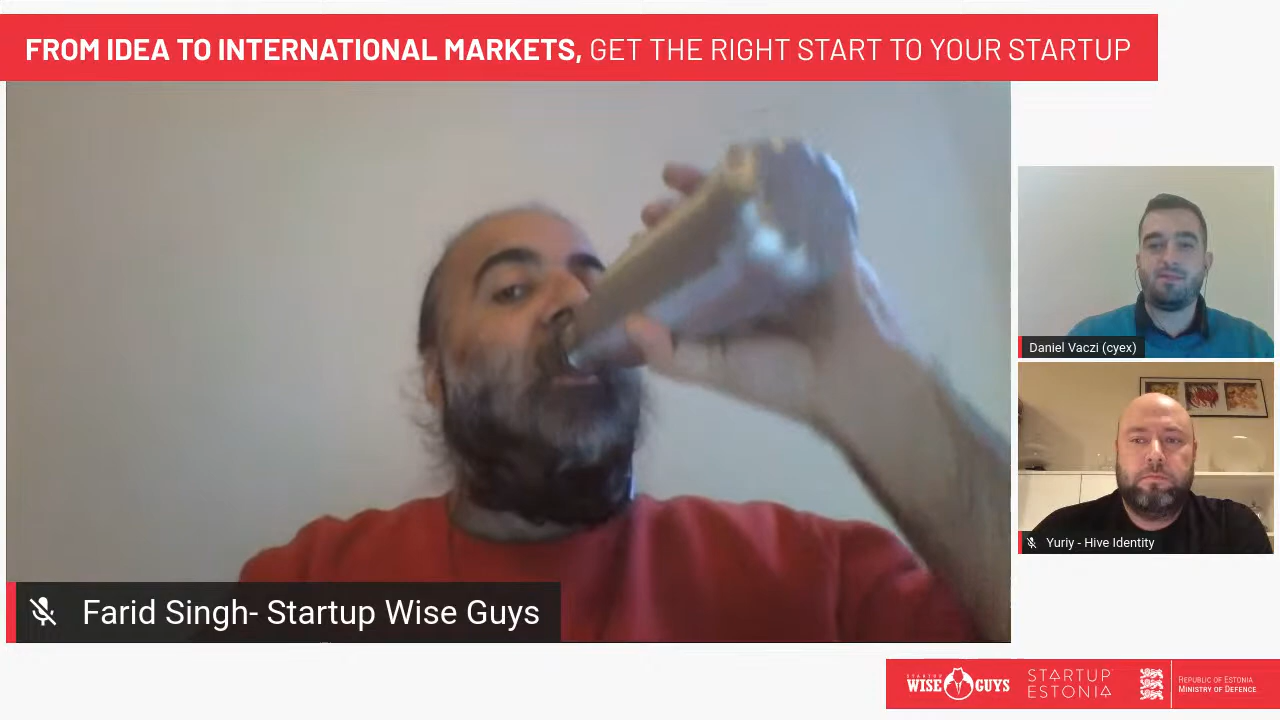 FROM IDEA TO INTERNATIONAL MARKETS, GET THE RIGHT START TO YOUR STARTUP
Daniel Vaczi (cyex)
Yuriy - Hive Identity
Farid Singh- Startup Wise Guys
STARTUP
WISE GUYS
STARTUP
ESTONIA
REPUBLIC OF ESTONIA
MINISTRY OF DEFENCE